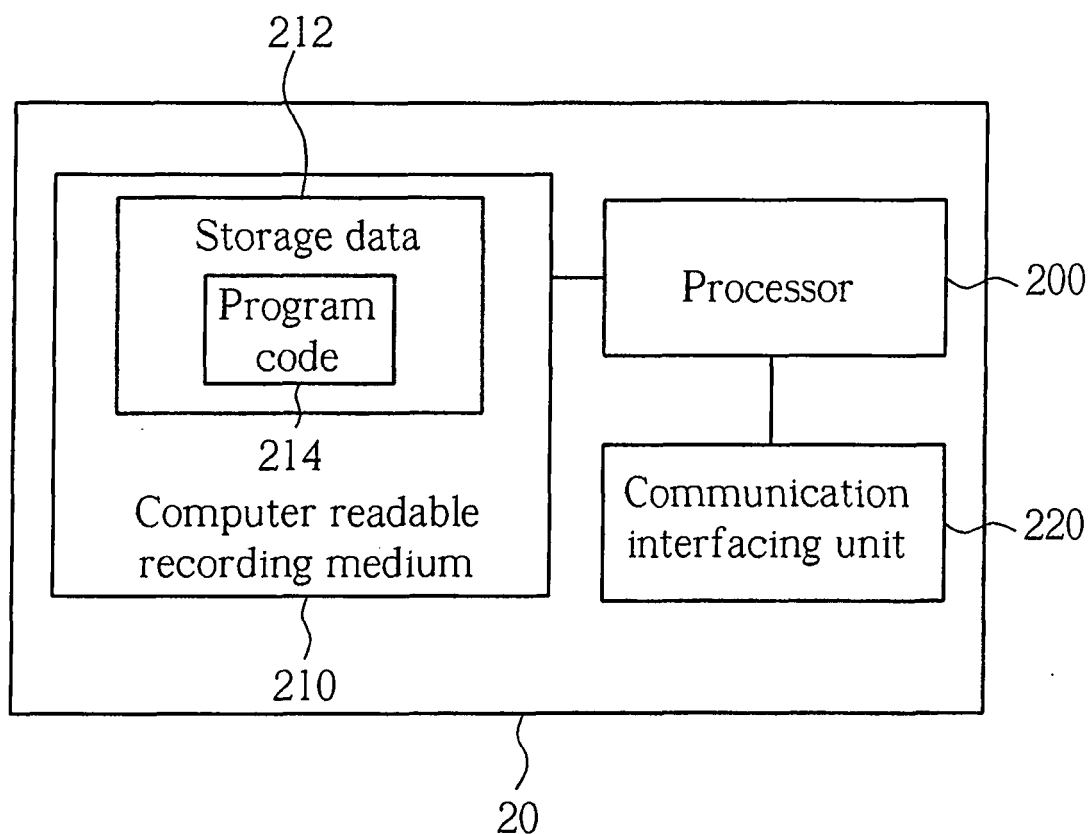 212
Storage data
Program
code
214
Computer readable
recording medium
210
Processor
200
Communication
interfacing unit
220
20